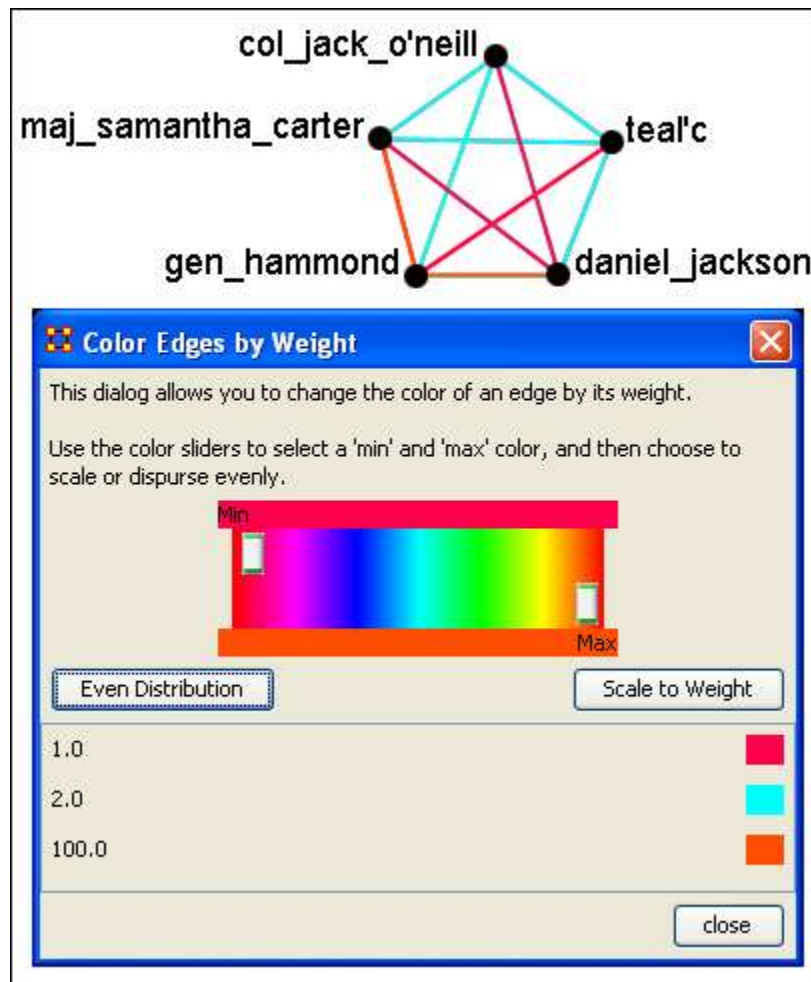 col_jack_o'neill
maj_samantha_carter
teal'c
gen_hammond
daniel_jackson
Color Edges by Weight
This dialog allows you to change the color of an edge by its weight.
Use the color sliders to select a 'min' and 'max' color, and then choose to
scale or dispurse evenly.
Min
Max
Even Distribution
Scale to Weight
1.0
2.0
100.0
close